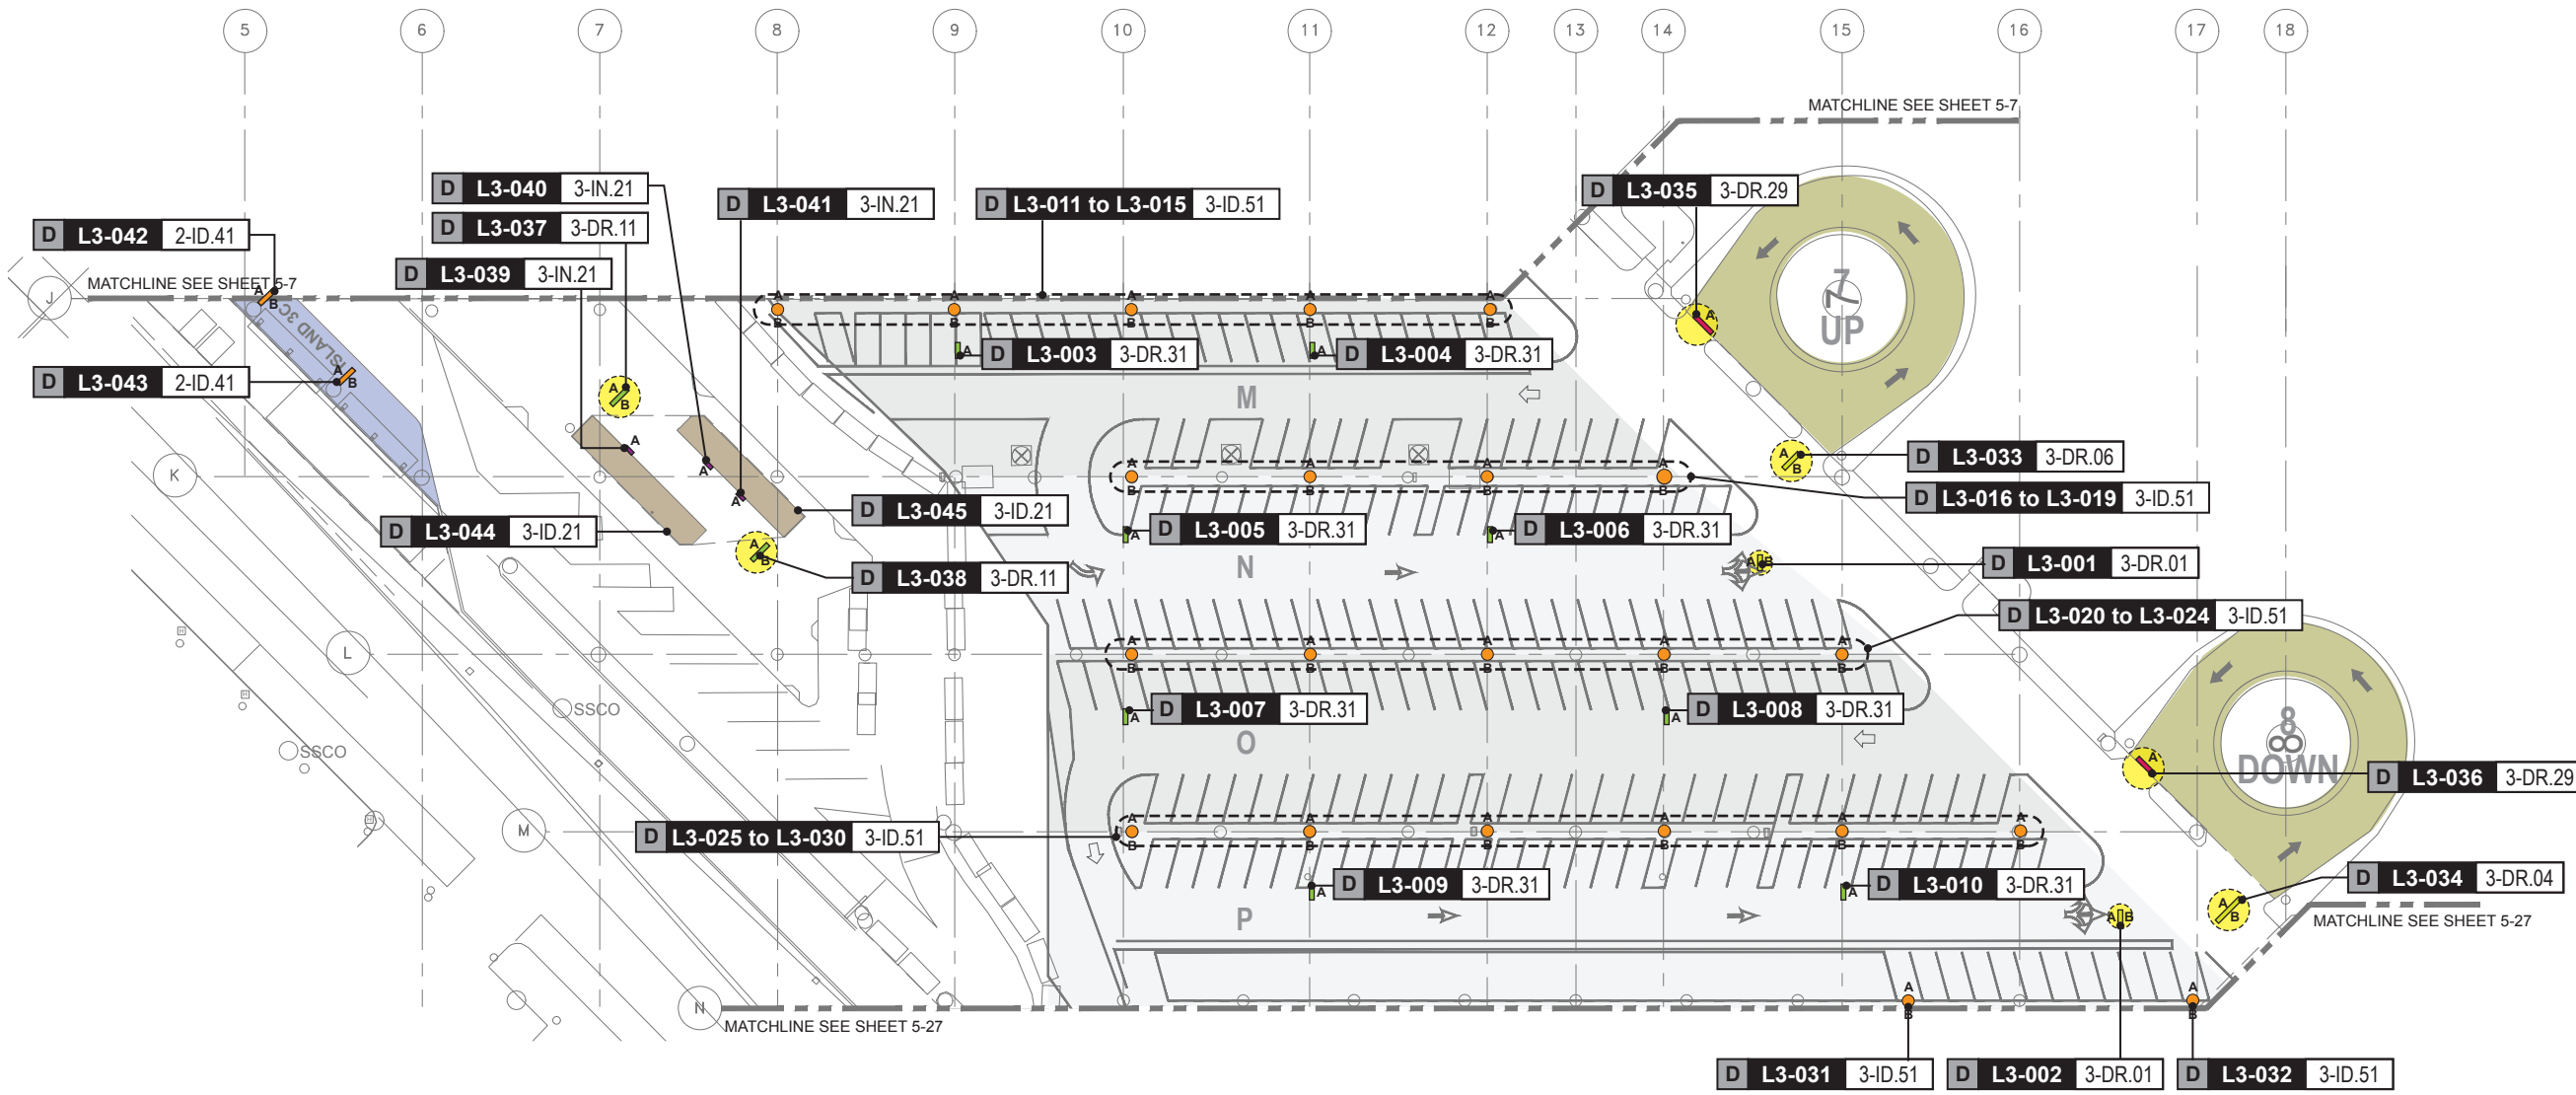 5 6 7 8 9 10 11 12 13 14 15 16 17 18
MATCHLINE SEE SHEET 5-7
D L3-040 3-IN.21
D L3-037 3-DR.11
D L3-039 3-IN.21
D L3-041 3-IN.21
D L3-011 to L3-015 3-ID.51
D L3-035 3-DR.29
D L3-042 2-ID.41
MATCHLINE SEE SHEET 5-7
J
ISLAND 3C
7
7
UP
D L3-043 2-ID.41
D L3-003 3-DR.31
D L3-004 3-DR.31
M
K
D L3-033 3-DR.06
D L3-016 to L3-019 3-ID.51
D L3-045 3-ID.21
D L3-044 3-ID.21
D L3-005 3-DR.31
D L3-006 3-DR.31
D L3-038 3-DR.11
N
D L3-001 3-DR.01
D L3-020 to L3-024 3-ID.51
L
SSCO
SSCO
D L3-007 3-DR.31
D L3-008 3-DR.31
O
8
8
DOWN
D L3-036 3-DR.29
M
D L3-025 to L3-030 3-ID.51
D L3-009 3-DR.31
D L3-010 3-DR.31
D L3-034 3-DR.04
P
MATCHLINE SEE SHEET 5-27
N
MATCHLINE SEE SHEET 5-27
D L3-031 3-ID.51
D L3-002 3-DR.01
D L3-032 3-ID.51